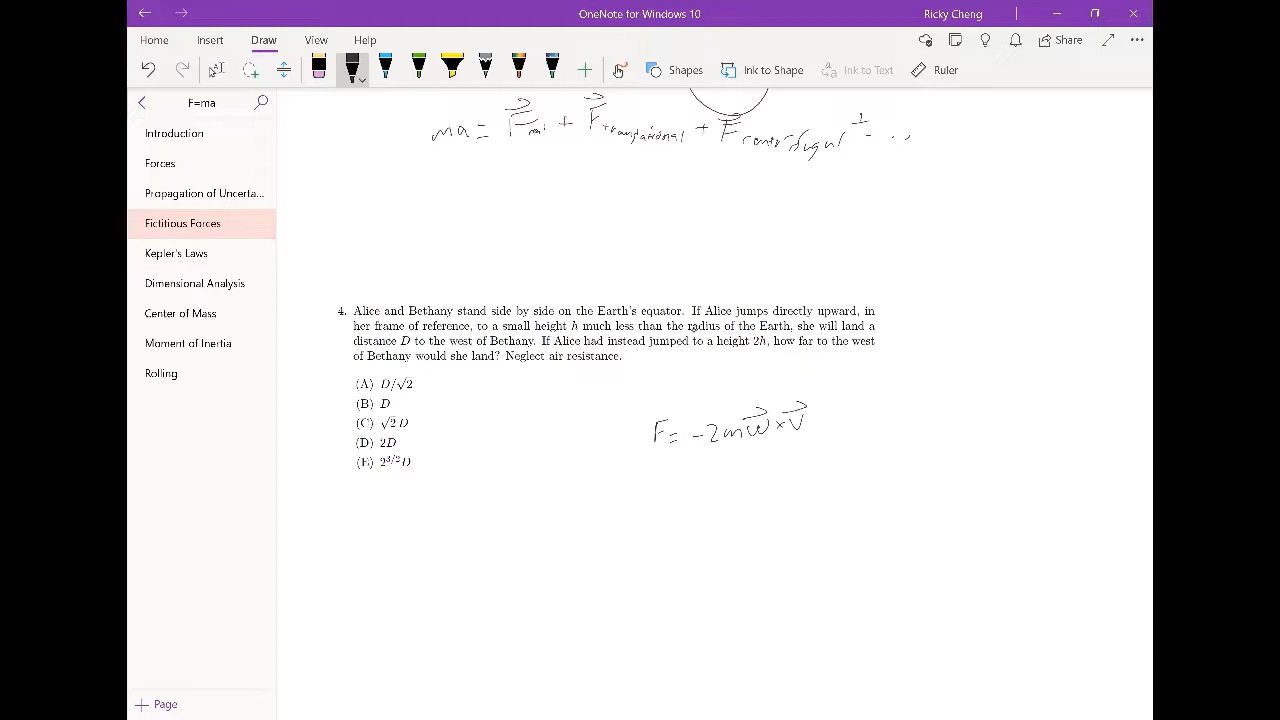 OneNote for Windows 10
Ricky Cheng
Home Insert Draw View Help
Share
Shapes
Ink to Shape
Ink to Text
Ruler
F=ma
Introduction
Forces
Propagation of Uncerta...
Fictitious Forces
Kepler's Laws
Dimensional Analysis
Center of Mass
Moment of Inertia
Rolling
Page
ma = F + F translational + F centrifugal + ...
4. Alice and Bethany stand side by side on the Earth's equator. If Alice jumps directly upward, in
her frame of reference, to a small height h much less than the radius of the Earth, she will land a
distance D to the west of Bethany. If Alice had instead jumped to a height 2h, how far to the west
of Bethany would she land? Neglect air resistance.
(A) D/√2
(B) D
(C) √2 D
(D) 2D
(E) 2^{3/2}D
F = -2mω⃗ × v⃗